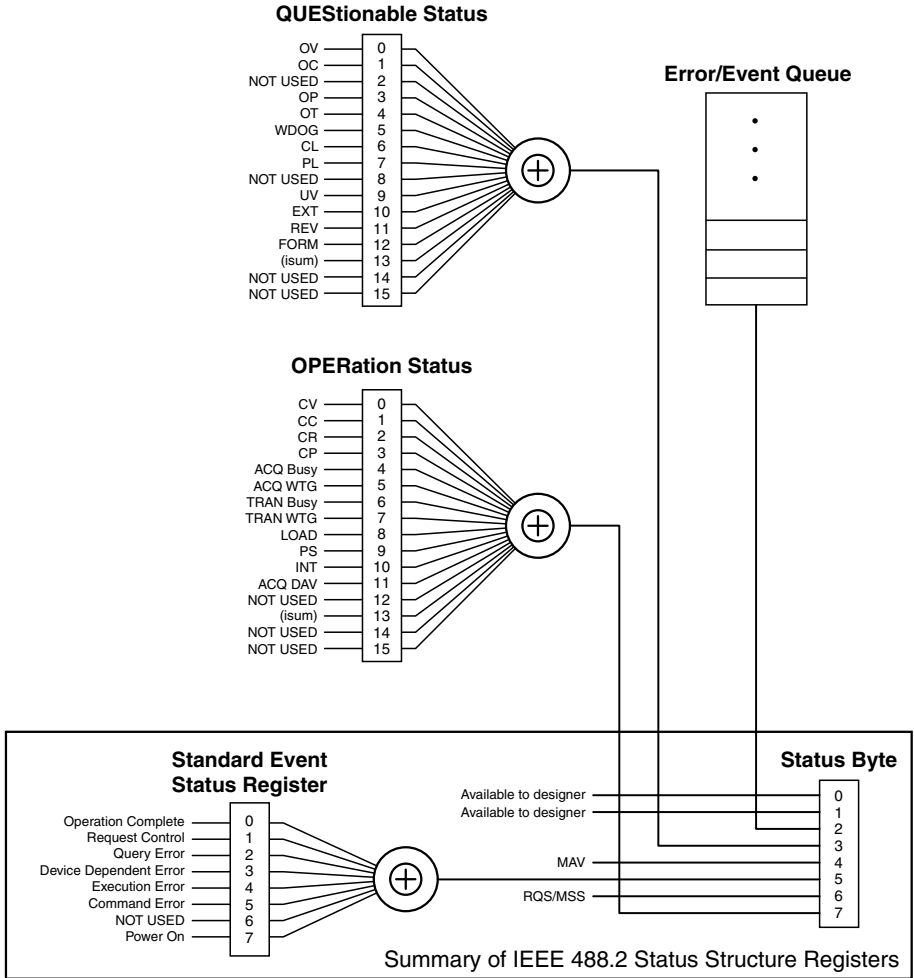 QUEStionable Status
OV 0
OC 1
NOT USED 2
OP 3
OT 4
WDOG 5
CL 6
PL 7
NOT USED 8
UV 9
EXT 10
REV 11
FORM 12
(isum) 13
NOT USED 14
NOT USED 15
Error/Event Queue
OPERation Status
CV 0
CC 1
CR 2
CP 3
ACQ Busy 4
ACQ WTG 5
TRAN Busy 6
TRAN WTG 7
LOAD 8
PS 9
INT 10
ACQ DAV 11
NOT USED 12
(isum) 13
NOT USED 14
NOT USED 15
Standard Event
Status Register
Operation Complete 0
Request Control 1
Query Error 2
Device Dependent Error 3
Execution Error 4
Command Error 5
NOT USED 6
Power On 7
Status Byte
Available to designer 0
Available to designer 1
2
3
MAV 4
5
RQS/MSS 6
7
Summary of IEEE 488.2 Status Structure Registers